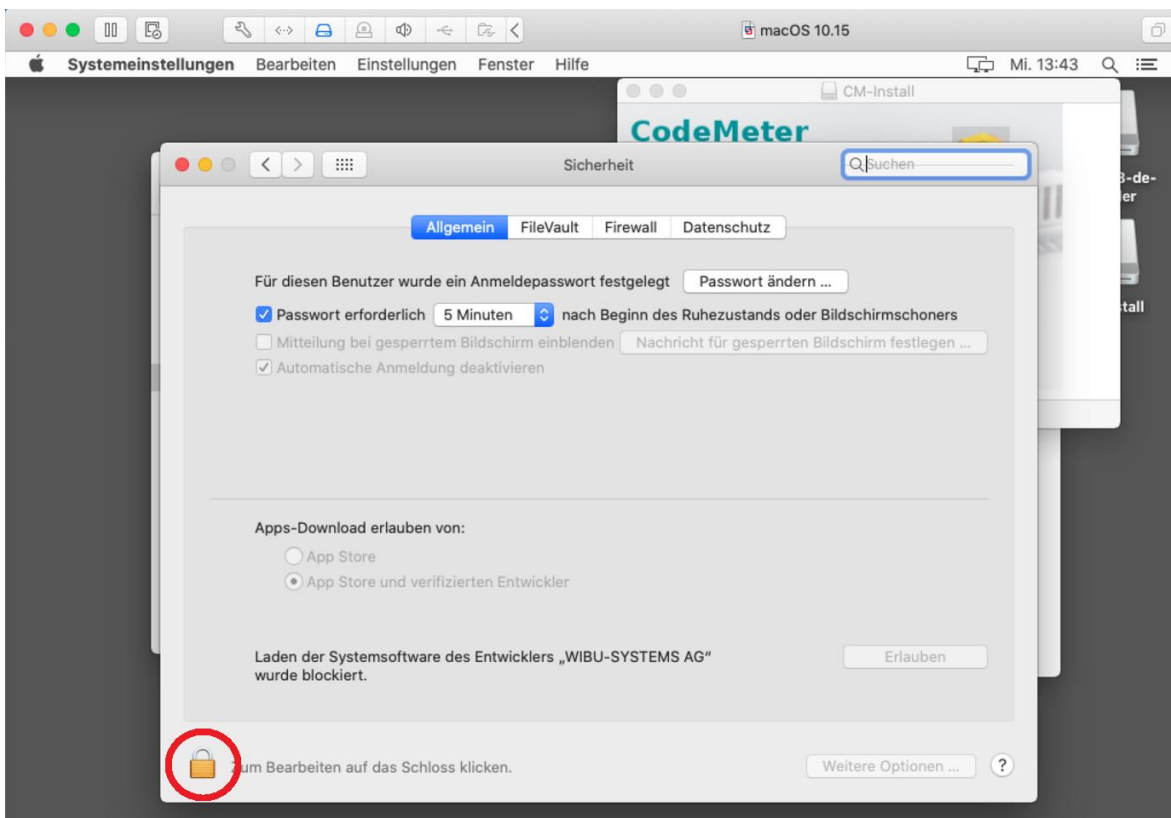 macOS 10.15
Systemeinstellungen Bearbeiten Einstellungen Fenster Hilfe Mi. 13:43
CM-Install
CodeMeter
Sicherheit
Suchen
Allgemein FileVault Firewall Datenschutz
Für diesen Benutzer wurde ein Anmeldepasswort festgelegt Passwort ändern ...
Passwort erforderlich 5 Minuten nach Beginn des Ruhezustands oder Bildschirmschoners
Mitteilung bei gesperrtem Bildschirm einblenden Nachricht für gesperrten Bildschirm festlegen ...
Automatische Anmeldung deaktivieren
Apps-Download erlauben von:
App Store
App Store und verifizierten Entwickler
Laden der Systemsoftware des Entwicklers „WIBU-SYSTEMS AG“ Erlauben
wurde blockiert.
Zum Bearbeiten auf das Schloss klicken. Weitere Optionen ... ?